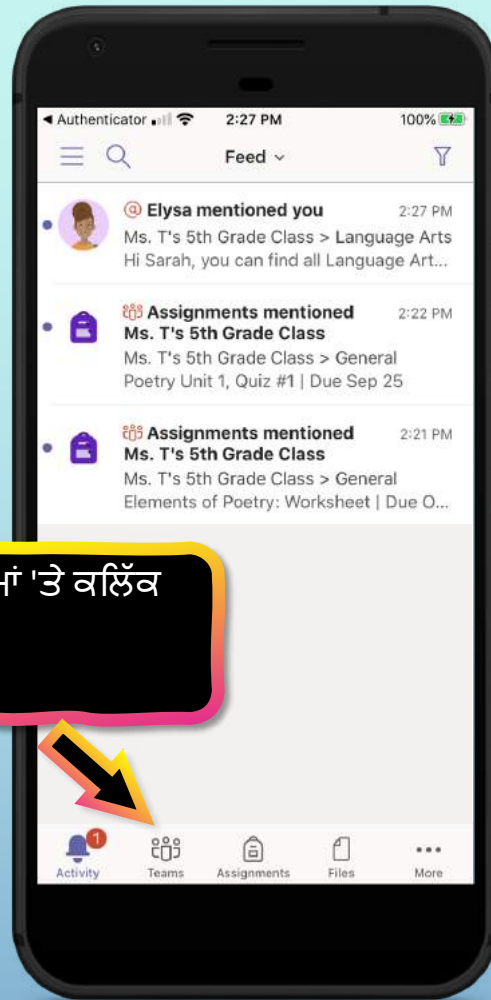 Authenticator 2:27 PM 100%
Feed
@ Elysa mentioned you 2:27 PM
Ms. T's 5th Grade Class > Language Arts
Hi Sarah, you can find all Language Art...
Assignments mentioned 2:22 PM
Ms. T's 5th Grade Class
Ms. T's 5th Grade Class > General
Poetry Unit 1, Quiz #1 | Due Sep 25
Assignments mentioned 2:21 PM
Ms. T's 5th Grade Class
Ms. T's 5th Grade Class > General
Elements of Poetry: Worksheet | Due O...
'ਤੇ ਕਲਿੱਕ
1
Activity Teams Assignments Files More